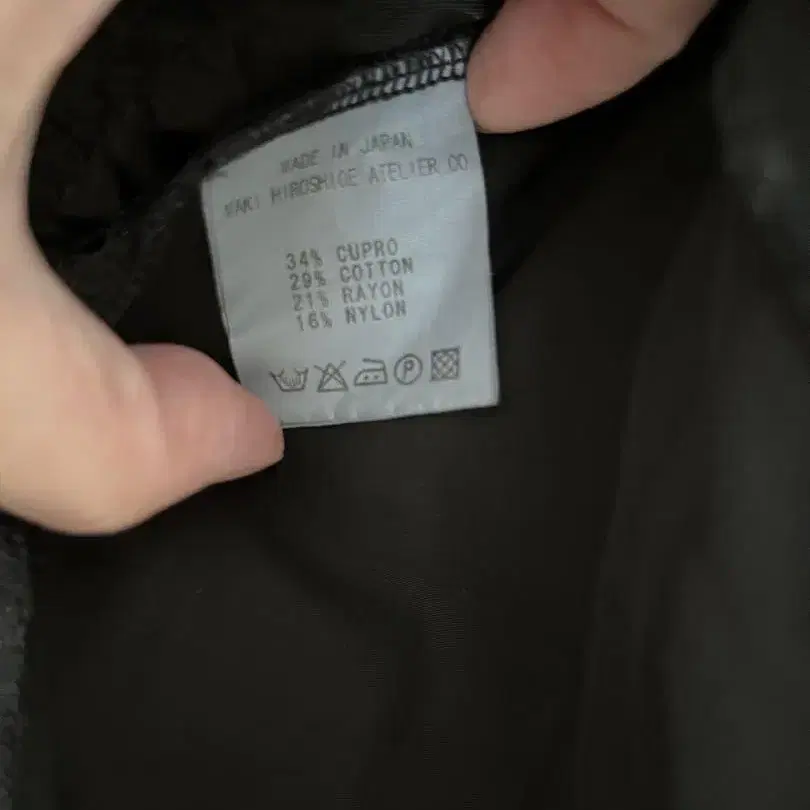 MADE IN JAPAN
MAKI HIROSHIGE ATELIER CO
34% CUPRO
29% COTTON
21% RAYON
16% NYLON
P